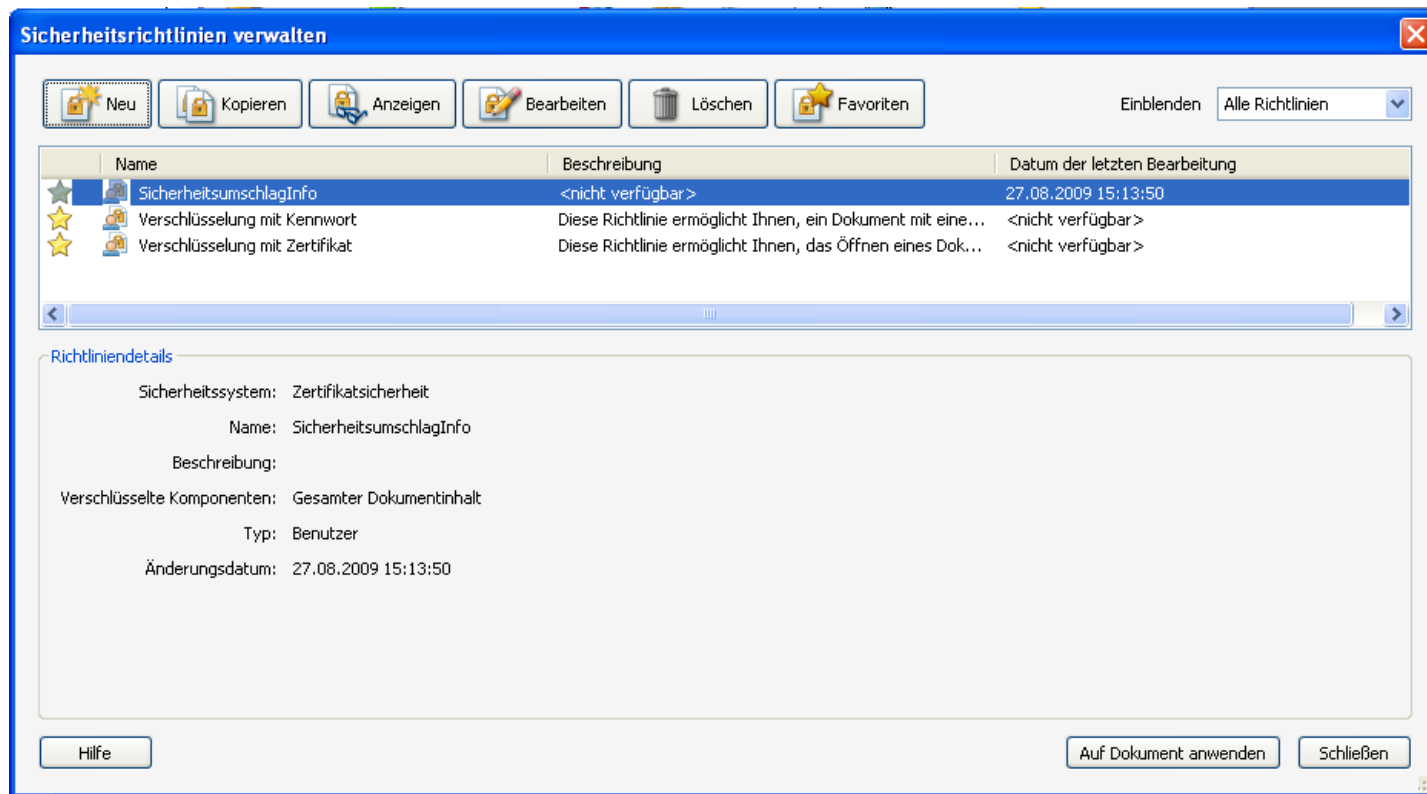 Sicherheitsrichtlinien verwalten
Neu Kopieren Anzeigen Bearbeiten Löschen Favoriten Einblenden Alle Richtlinien
Name Beschreibung Datum der letzten Bearbeitung
SicherheitsumschlagInfo <nicht verfügbar> 27.08.2009 15:13:50
Verschlüsselung mit Kennwort Diese Richtlinie ermöglicht Ihnen, ein Dokument mit eine... <nicht verfügbar>
Verschlüsselung mit Zertifikat Diese Richtlinie ermöglicht Ihnen, das Öffnen eines Dok... <nicht verfügbar>
Richtliniendetails
Sicherheitssystem: Zertifikatsicherheit
Name: SicherheitsumschlagInfo
Beschreibung:
Verschlüsselte Komponenten: Gesamter Dokumentinhalt
Typ: Benutzer
Änderungsdatum: 27.08.2009 15:13:50
Hilfe Auf Dokument anwenden Schließen